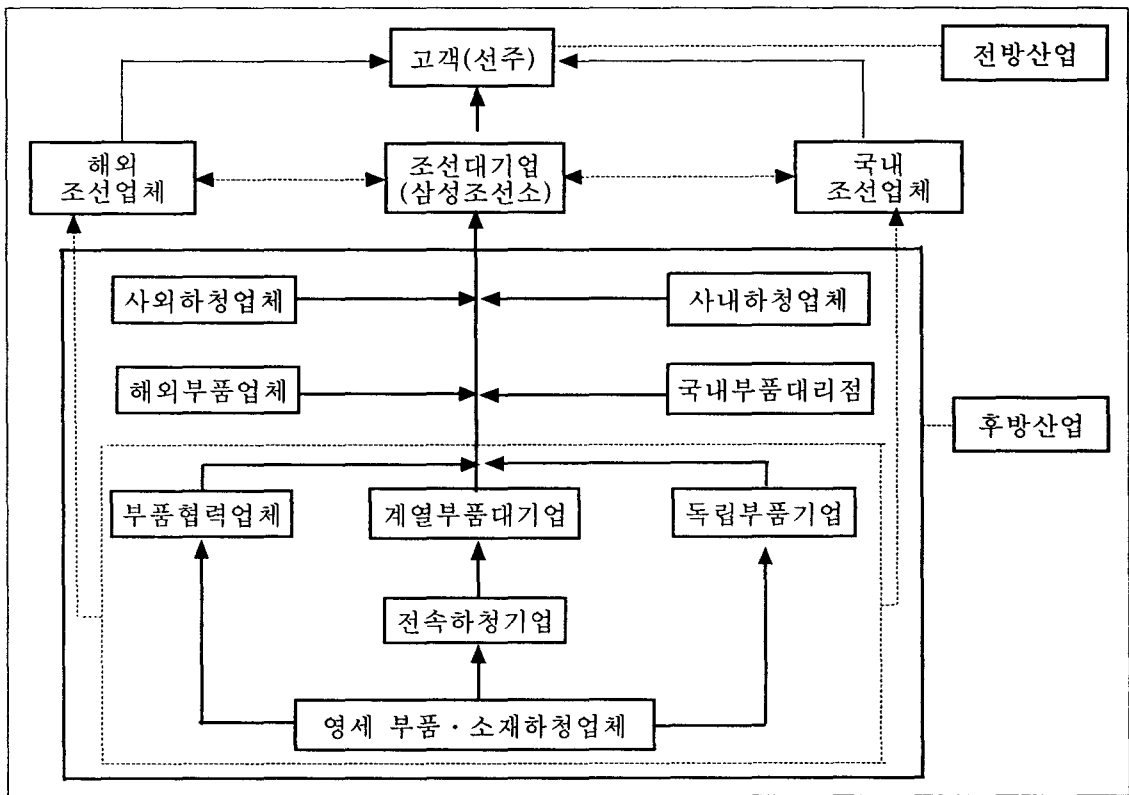 고객(선주)
전방산업
해외
조선업체
조선대기업
(삼성조선소)
국내
조선업체
사외하청업체
사내하청업체
해외부품업체
국내부품대리점
후방산업
부품협력업체
계열부품대기업
독립부품기업
전속하청기업
영세 부품·소재하청업체